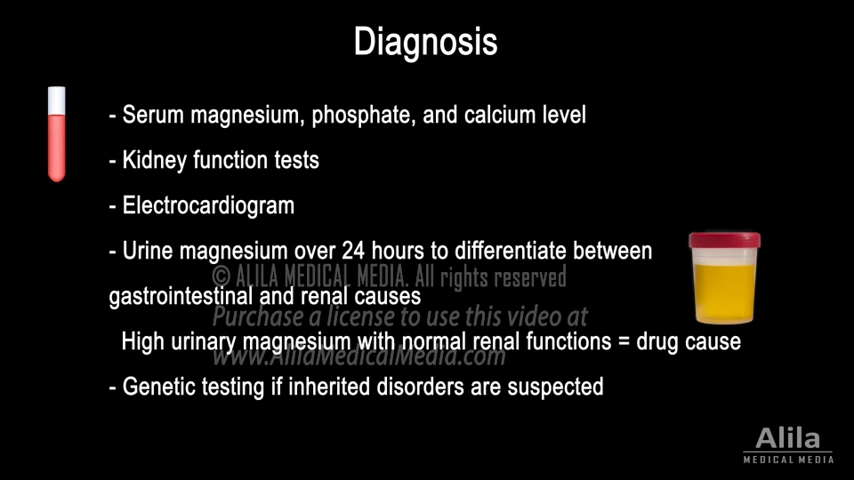 Diagnosis
- Serum magnesium, phosphate, and calcium level
- Kidney function tests
- Electrocardiogram
- Urine magnesium over 24 hours to differentiate between
© ALILA MEDICAL MEDIA. All rights reserved
gastrointestinal and renal causes
Purchase a license to use this video at
High urinary magnesium with normal renal functions = drug cause
www.AlilaMedicalMedia.com
- Genetic testing if inherited disorders are suspected
Alila
MEDICAL MEDIA